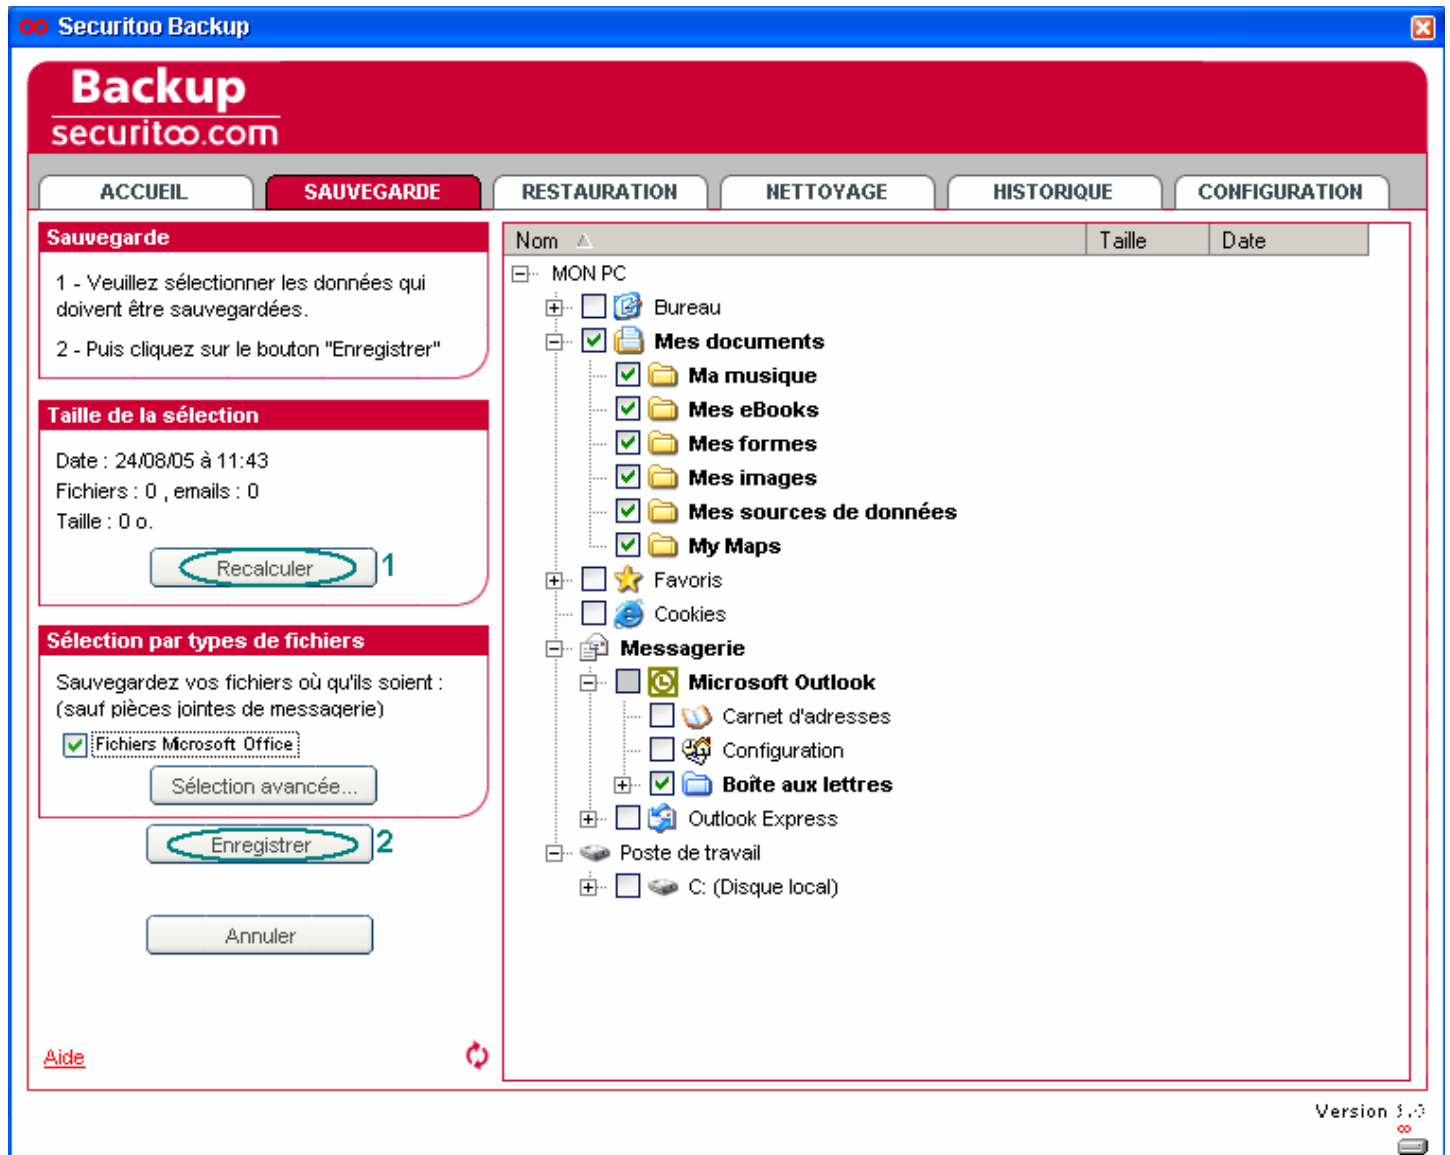 Securitoo Backup
Backup
securitoo.com
ACCUEIL SAUVEGARDE RESTAURATION NETTOYAGE HISTORIQUE CONFIGURATION
Sauvegarde
1 - Veuillez sélectionner les données qui
doivent être sauvegardées.
2 - Puis cliquez sur le bouton "Enregistrer"
Taille de la sélection
Date : 24/08/05 à 11:43
Fichiers : 0 , emails : 0
Taille : 0 o.
Recalculer 1
Sélection par types de fichiers
Sauvegardez vos fichiers où qu'ils soient :
(sauf pièces jointes de messagerie)
Fichiers Microsoft Office
Sélection avancée...
Enregistrer 2
Annuler
Aide
Nom Taille Date
MON PC
Bureau
Mes documents
Ma musique
Mes eBooks
Mes formes
Mes images
Mes sources de données
My Maps
Favoris
Cookies
Messagerie
Microsoft Outlook
Carnet d'adresses
Configuration
Boîte aux lettres
Outlook Express
Poste de travail
C: (Disque local)
Version